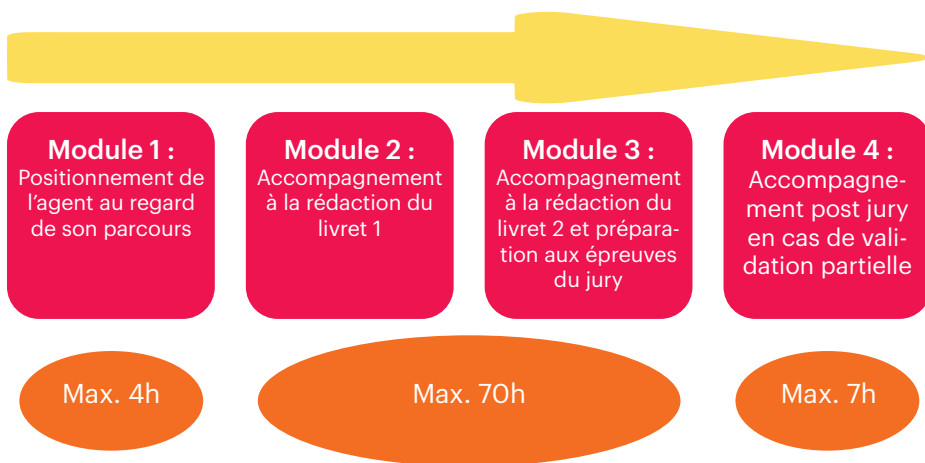 Module 1 :
Positionnement de
l'agent au regard
de son parcours
Module 2 :
Accompagnement
à la rédaction du
livret 1
Module 3 :
Accompagnement
à la rédaction du
livret 2 et prépara-
tion aux épreuves
du jury
Module 4 :
Accompagne-
ment post jury
en cas de vali-
dation partielle
Max. 4h
Max. 70h
Max. 7h